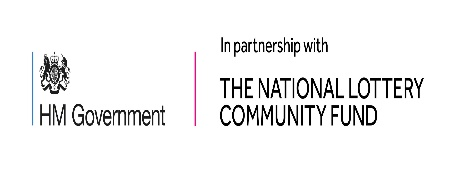 HM Government
In partnership with
THE NATIONAL LOTTERY
COMMUNITY FUND